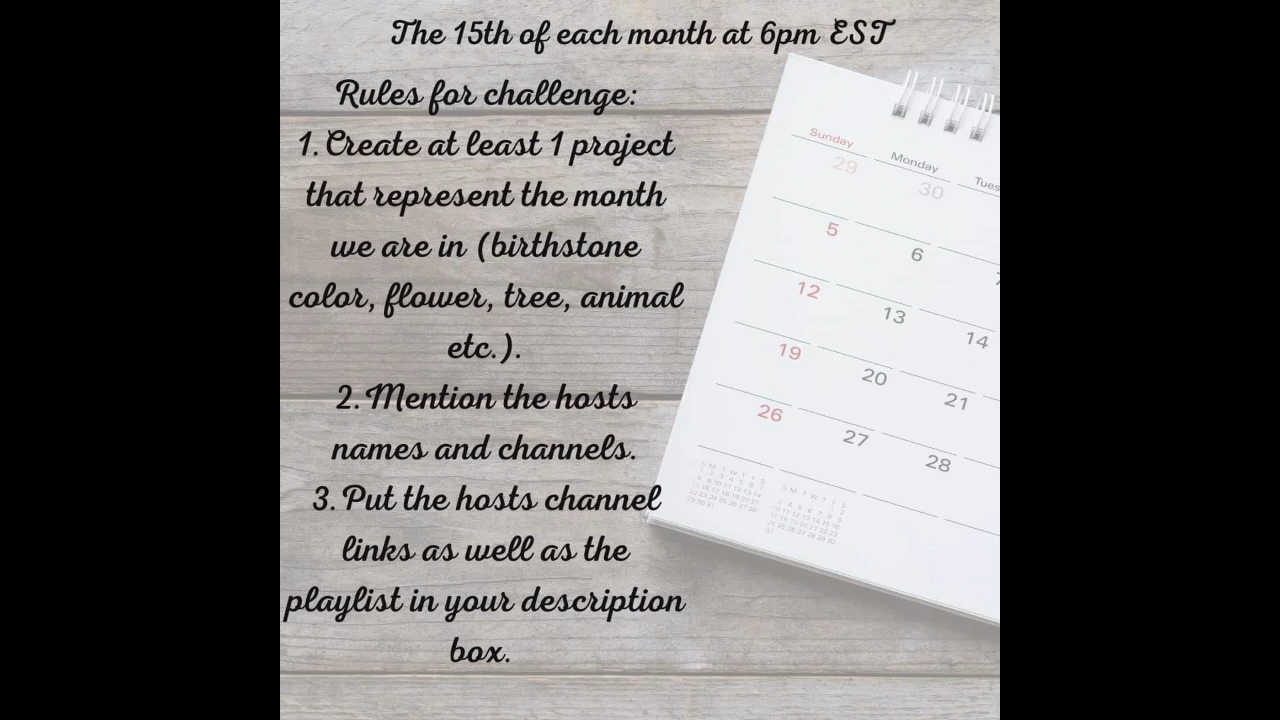 The 15th of each month at 6pm EST
Rules for challenge:
1. Create at least 1 project
that represent the month
we are in (birthstone
color, flower, tree, animal
etc.).
2. Mention the hosts
names and channels.
3. Put the hosts channel
links as well as the
playlist in your description
box.
Sunday Monday Tues
29 30
5 6
12 13 14
19 20 21
26 27 28